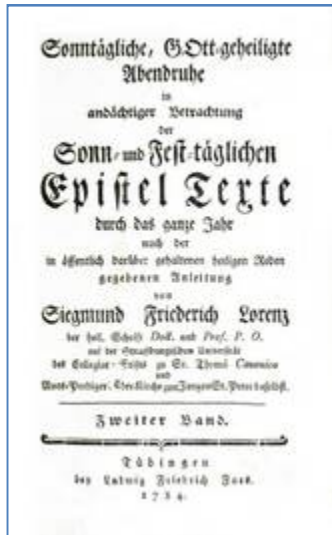 Sonntägliche, GOtt-geheiligte
Abendruhe
in
andächtiger Betrachtung
der
Sonn- und Fest-täglichen
Epistel Texte
durch das ganze Jahr
nach der
in öffentlich darüber gehaltenen heiligen Reden
gegebenen Anleitung
von
Siegmund Friederich Lorenz
der heil. Schrift Dokt. und Prof. P. O.
auf der Strassburgischen Universität
des Collegiat-Stifts zu St. Thomä Canonico
und
Prediger, Kirche zum Jungen St. Peter daselbst.
Zweiter Band.
Tübingen
bey Ludwig Friedrich Fues.